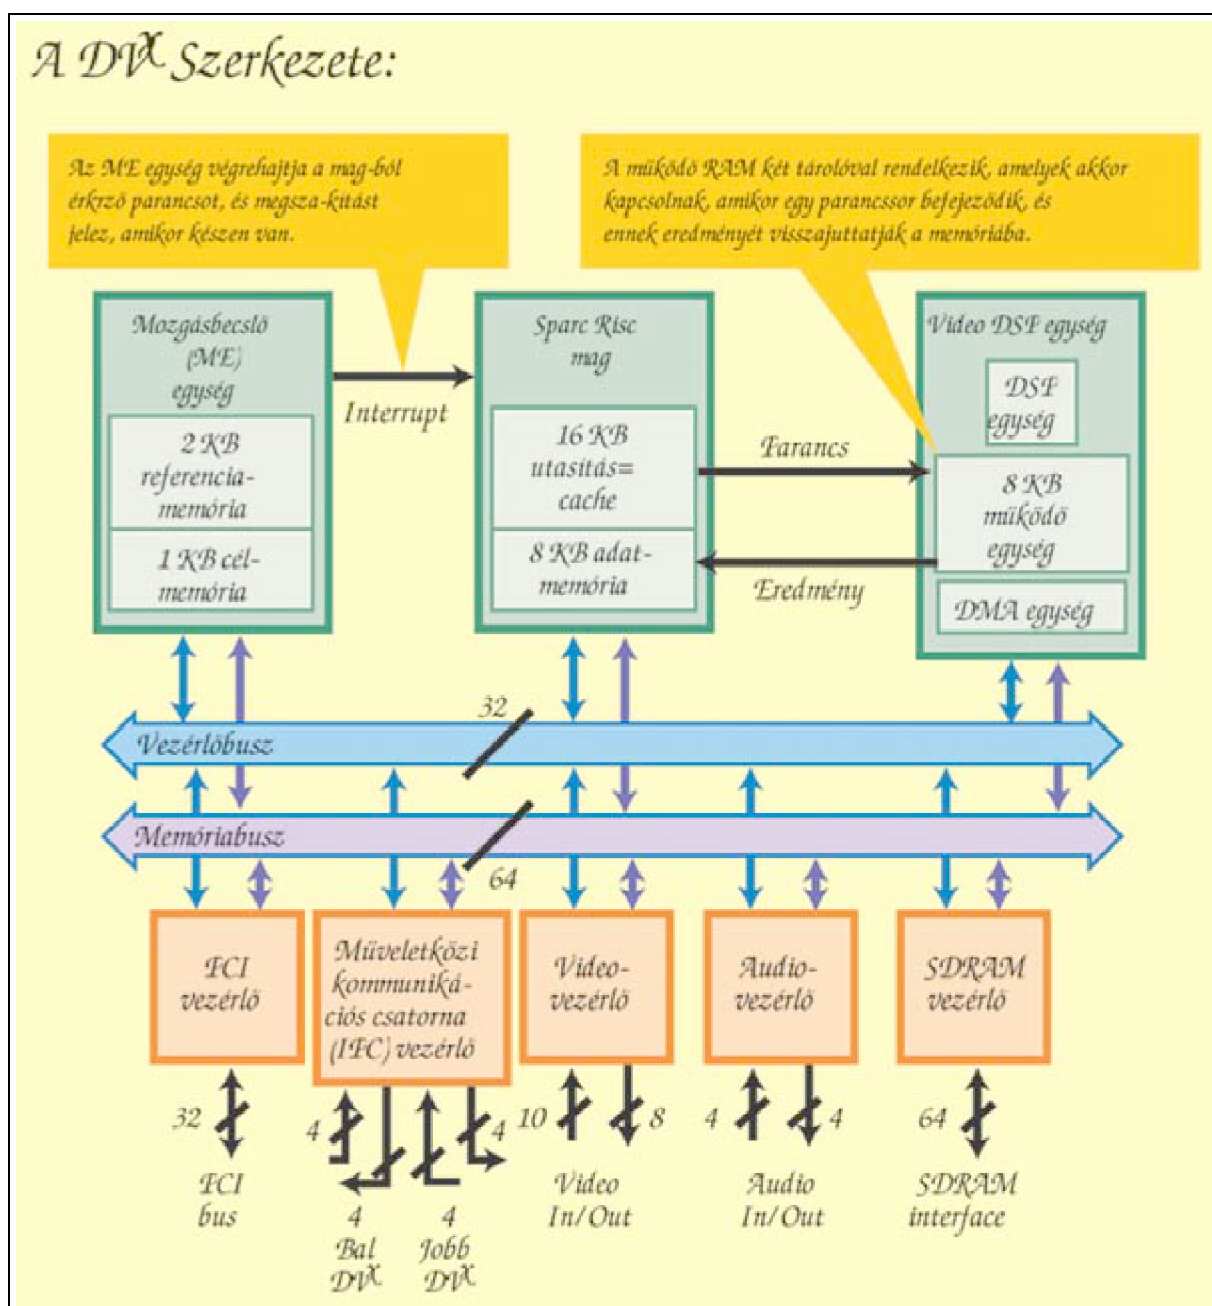 A DVx Szerkezete:
Az ME egység végrehajtja a mag-ból
érkrző parancsot, és megsza-kítást
jelez, amikor készen van.
A működő RAM két tárolóval rendelkezik, amelyek akkor
kapcsolnak, amikor egy parancssor befejeződik, és
ennek eredményét visszajuttatják a memóriába.
Mozgásbecslő
(ME)
egység
2 KB
referencia-
memória
1 KB cél-
memória
Interrupt
Sparc Risc
mag
16 KB
utasítás=
cache
8 KB adat-
memória
Parancs
Eredmény
Video DSP egység
DSP
egység
8 KB
működő
egység
DMA egység
32
Vezérlőbusz
Memóriabusz
64
PCI
vezérlő
Műveletközi
kommuniká-
ciós csatorna
(IPC) vezérlő
Video-
vezérlő
Audio-
vezérlő
SDRAM
vezérlő
32
4
4
10
8
4
4
64
PCI
bus
4
Bal
DVx
4
Jobb
DVx
Video
In/Out
Audio
In/Out
SDRAM
interface